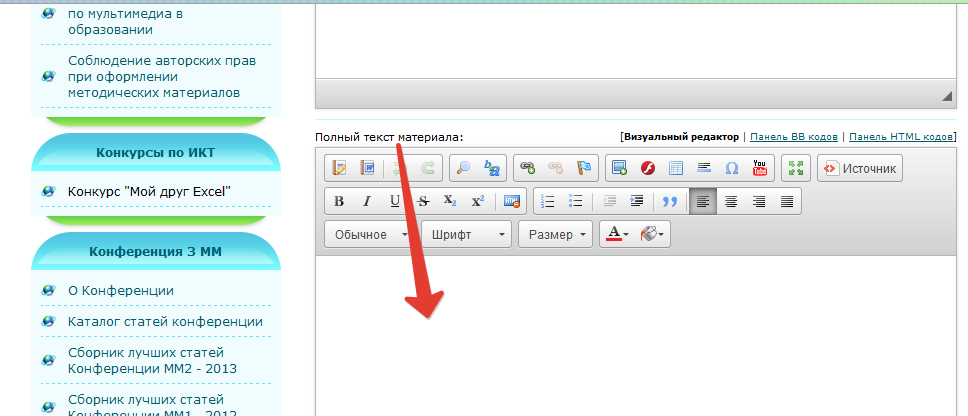 по мультимедиа в
образовании
Соблюдение авторских прав
при оформлении
методических материалов
Конкурсы по ИКТ
Конкурс "Мой друг Excel"
Конференция 3 ММ
О Конференции
Каталог статей конференции
Сборник лучших статей
Конференции ММ2 - 2013
Сборник лучших статей
Конференции ММ1 - 2012
Полный текст материала:
[Визуальный редактор | Панель BB кодов | Панель HTML кодов]
You Tube
Источник
B I U S x₂ x²
HTML
Обычное Шрифт Размер A